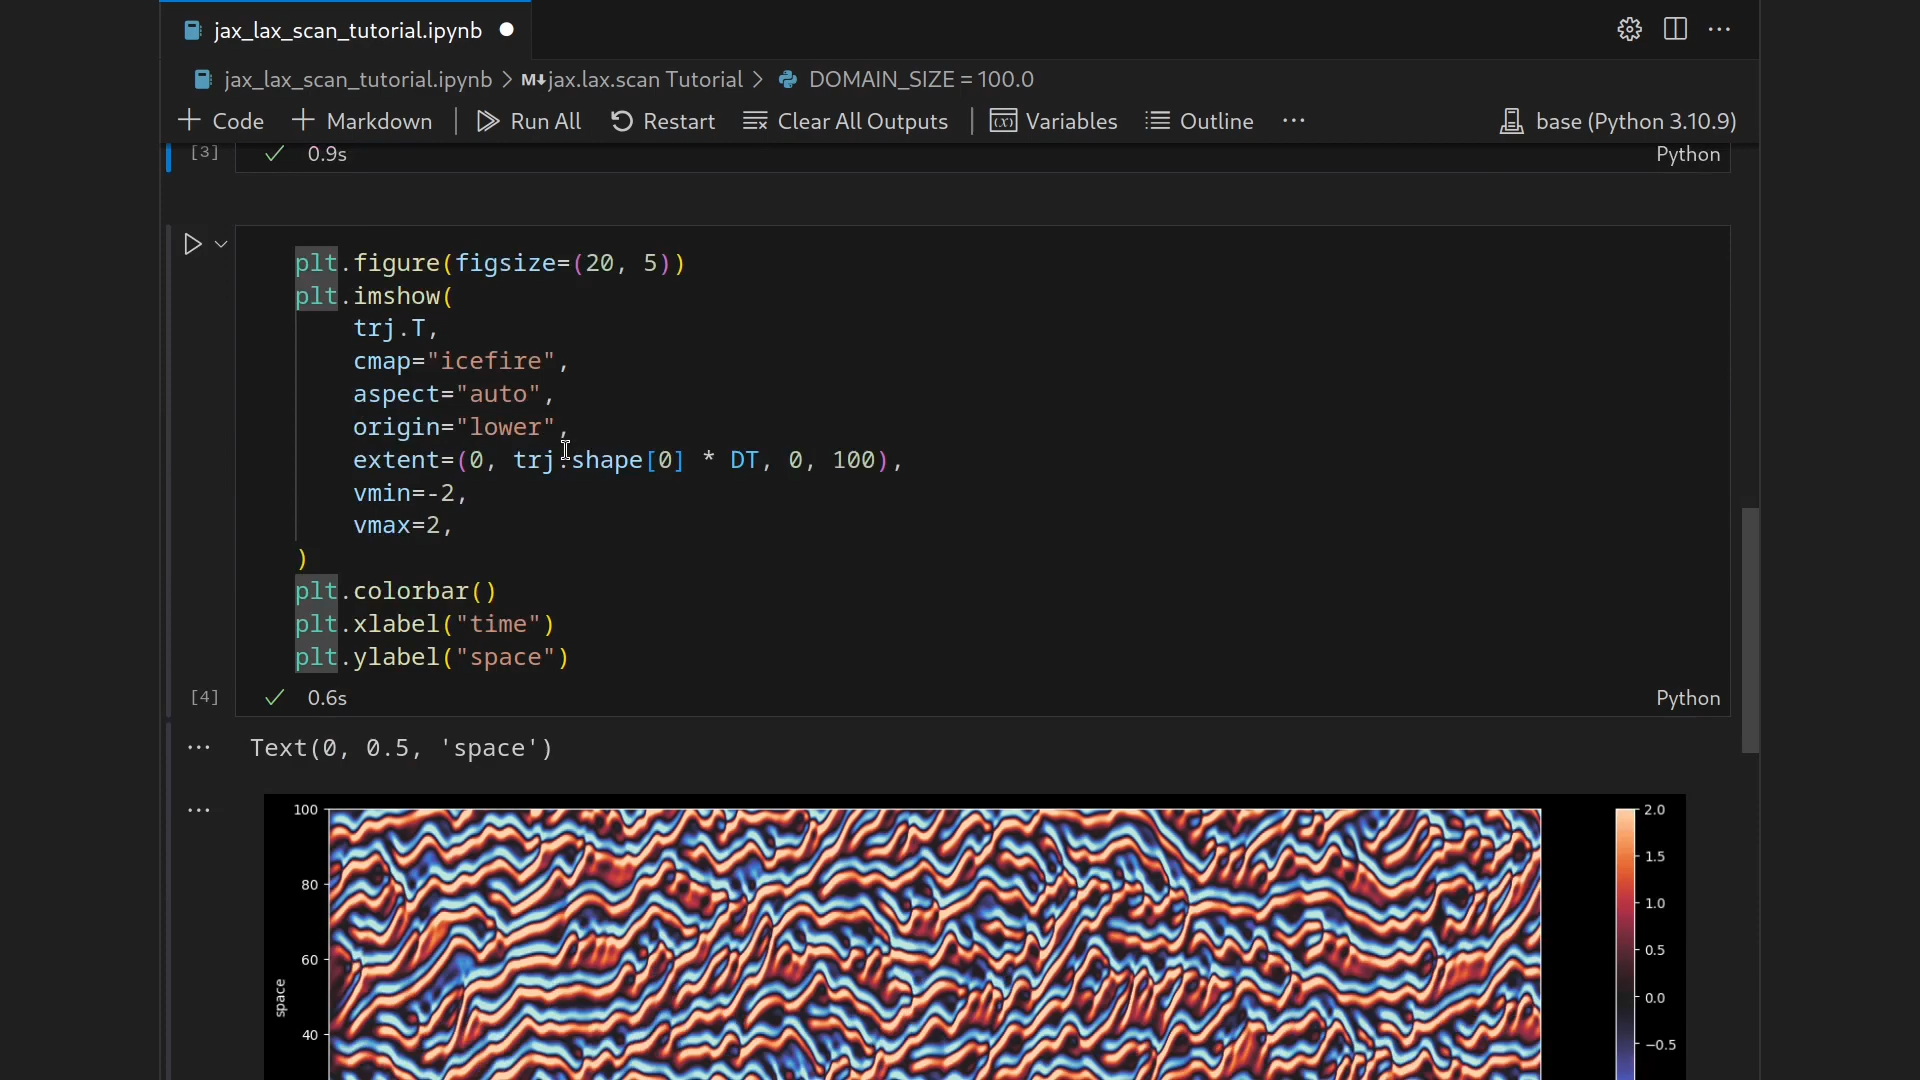 jax_lax_scan_tutorial.ipynb
jax_lax_scan_tutorial.ipynb > M↓jax.lax.scan Tutorial > DOMAIN_SIZE = 100.0
+ Code + Markdown | Run All Restart Clear All Outputs | Variables Outline ··· base (Python 3.10.9)
[3] ✓ 0.9s Python
plt.figure(figsize=(20, 5))
plt.imshow(
    trj.T,
    cmap="icefire",
    aspect="auto",
    origin="lower",
    extent=(0, trj.shape[0] * DT, 0, 100),
    vmin=-2,
    vmax=2,
)
plt.colorbar()
plt.xlabel("time")
plt.ylabel("space")
[4] ✓ 0.6s Python
Text(0, 0.5, 'space')
100
80
60
40
space
2.0
1.5
1.0
0.5
0.0
−0.5